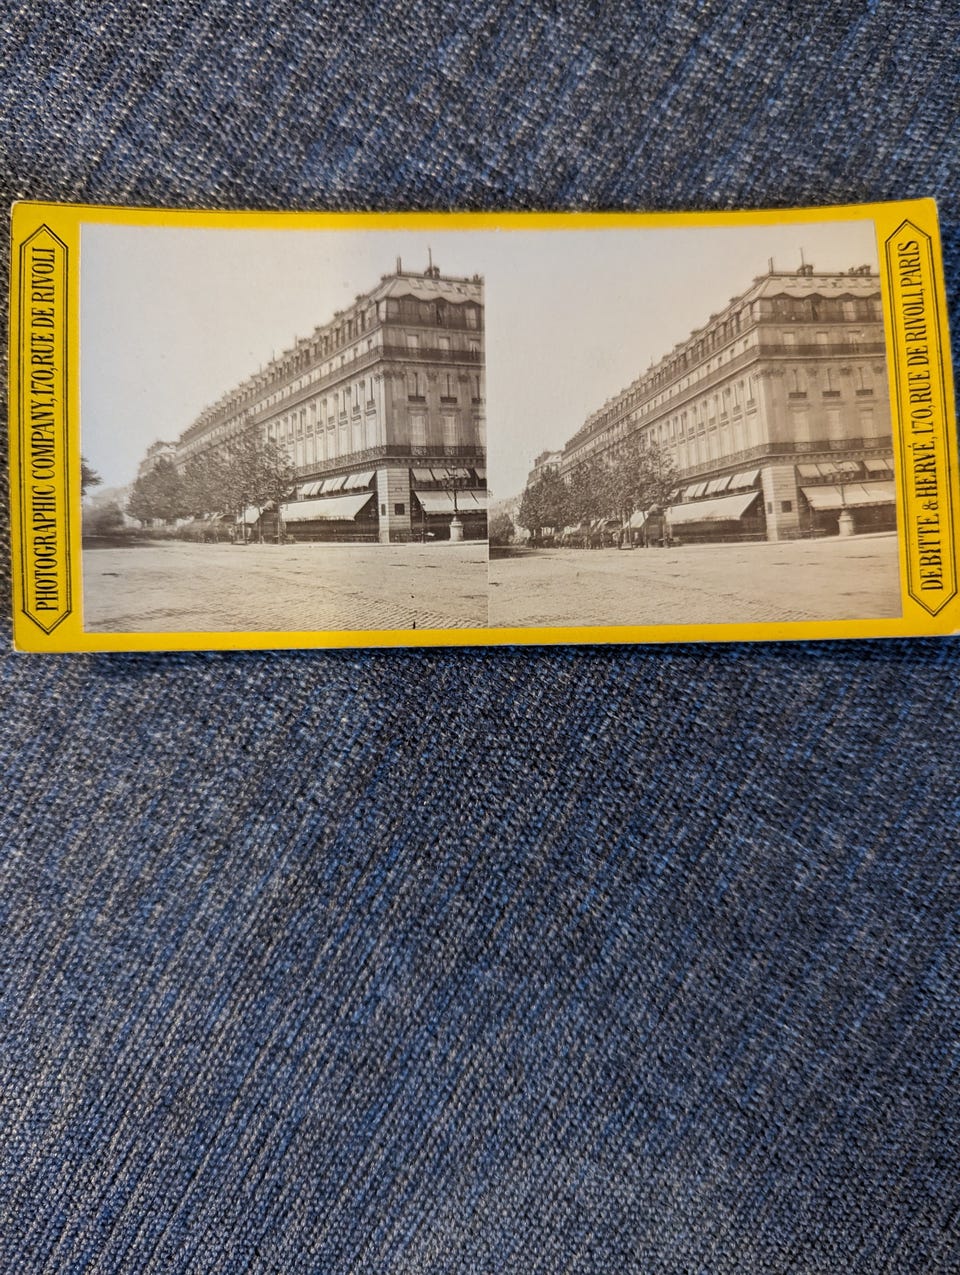 PHOTOGRAPHIC COMPANY, 170, RUE DE RIVOLI
DEBITTE & HERVÉ, 170, RUE DE RIVOLI, PARIS